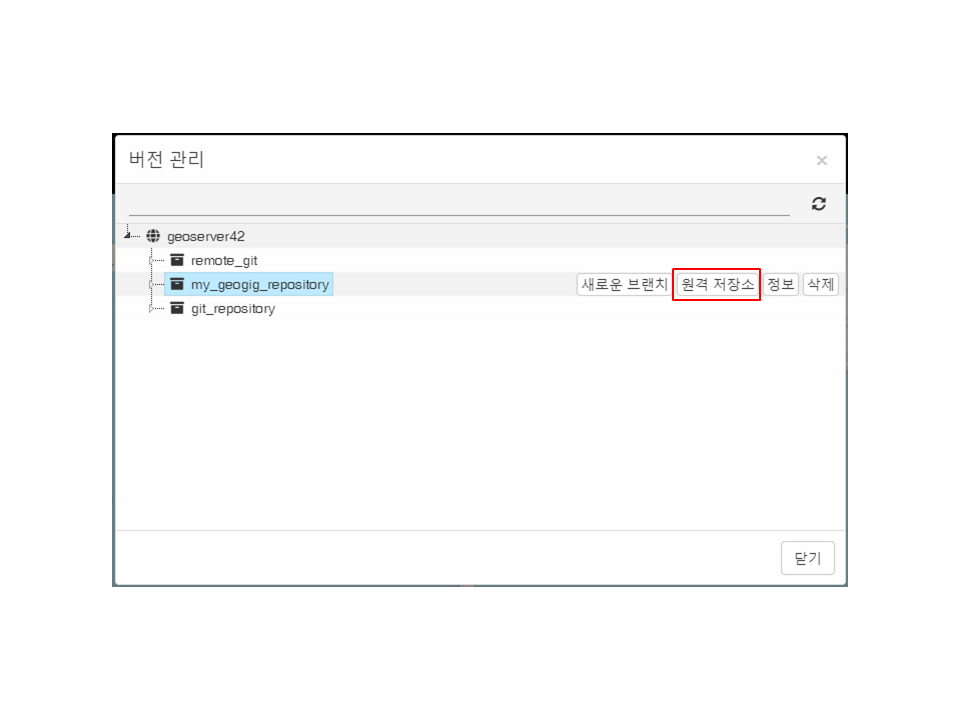 버전 관리 ×
geoserver42
remote_git
my_geogig_repository 새로운 브랜치 원격 저장소 정보 삭제
git_repository
닫기